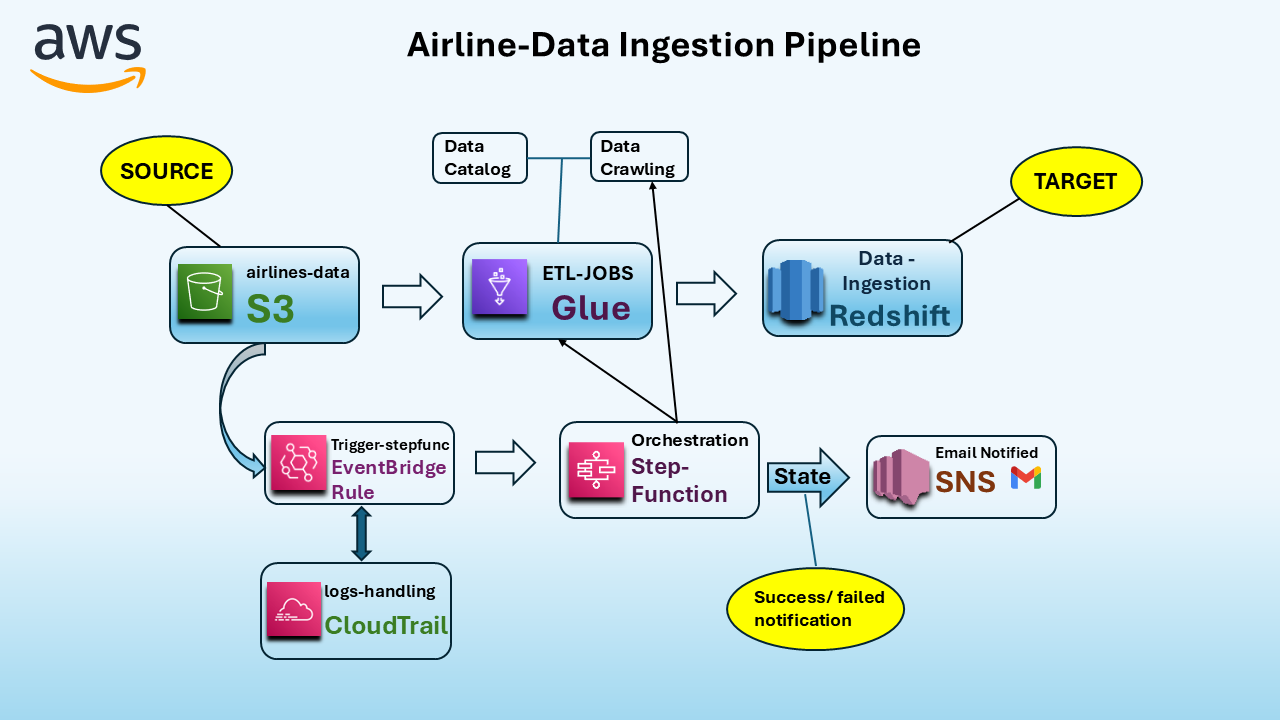 aws
Airline-Data Ingestion Pipeline
SOURCE
Data
Catalog
Data
Crawling
TARGET
airlines-data
S3
ETL-JOBS
Glue
Data -
Ingestion
Redshift
Trigger-stepfunc
EventBridge
Rule
Orchestration
Step-
Function
State
Email Notified
SNS
logs-handling
CloudTrail
Success/ failed
notification